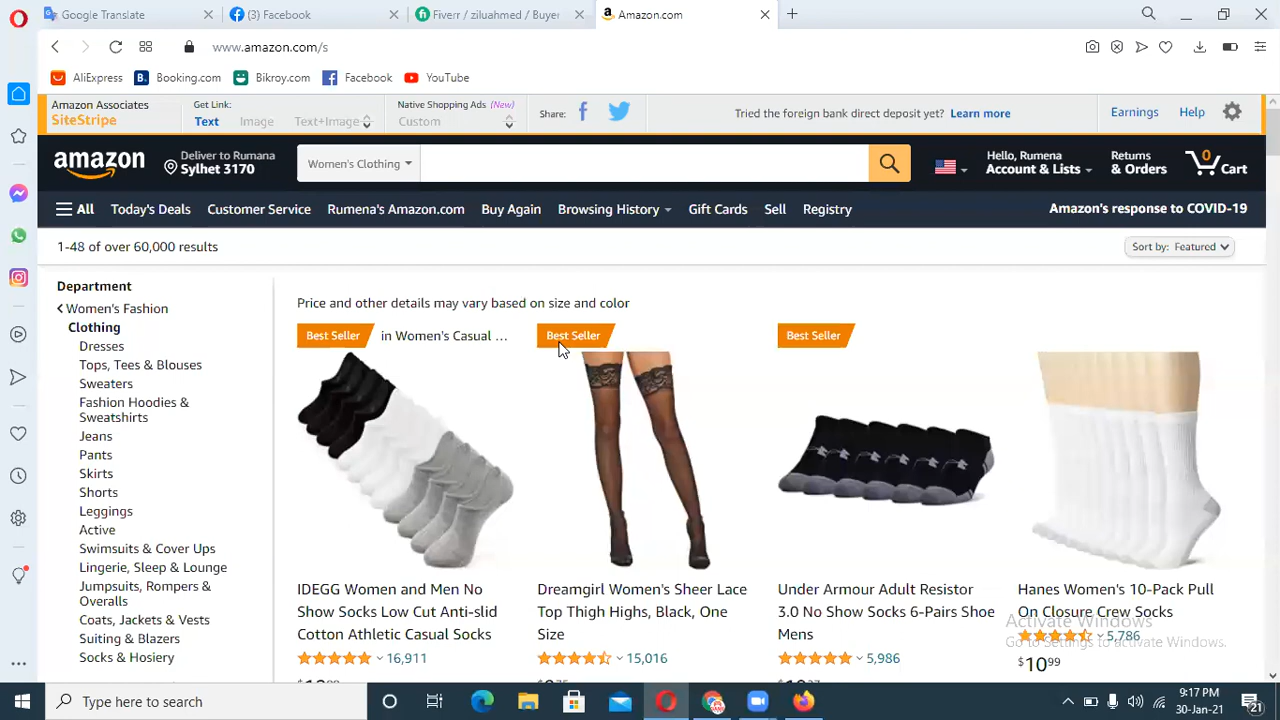 Google Translate
(3) Facebook
Fiverr / ziluahmed / Buyer
Amazon.com
www.amazon.com/s
AliExpress
Booking.com
Bikroy.com
Facebook
YouTube
Amazon Associates
SiteStripe
Get Link:
Text Image Text+Image
Native Shopping Ads (New)
Custom
Share:
Tried the foreign bank direct deposit yet? Learn more
Earnings
Help
amazon
Deliver to Rumana
Sylhet 3170
Women's Clothing
Hello, Rumena
Account & Lists
Returns
& Orders
0
Cart
All Today's Deals Customer Service Rumena's Amazon.com Buy Again Browsing History Gift Cards Sell Registry
Amazon's response to COVID-19
1-48 of over 60,000 results
Sort by: Featured
Department
Women's Fashion
Clothing
Dresses
Tops, Tees & Blouses
Sweaters
Fashion Hoodies &
Sweatshirts
Jeans
Pants
Skirts
Shorts
Leggings
Active
Swimsuits & Cover Ups
Lingerie, Sleep & Lounge
Jumpsuits, Rompers &
Overalls
Coats, Jackets & Vests
Suiting & Blazers
Socks & Hosiery
Price and other details may vary based on size and color
Best Seller in Women's Casual ...
Best Seller
Best Seller
IDEGG Women and Men No
Show Socks Low Cut Anti-slid
Cotton Athletic Casual Socks
16,911
Dreamgirl Women's Sheer Lace
Top Thigh Highs, Black, One
Size
15,016
Under Armour Adult Resistor
3.0 No Show Socks 6-Pairs Shoe
Mens
5,986
Hanes Women's 10-Pack Pull
On Closure Crew Socks
5,786
$10.99
Activate Windows
Go to Settings to activate Windows.
Type here to search
9:17 PM
30-Jan-21
21